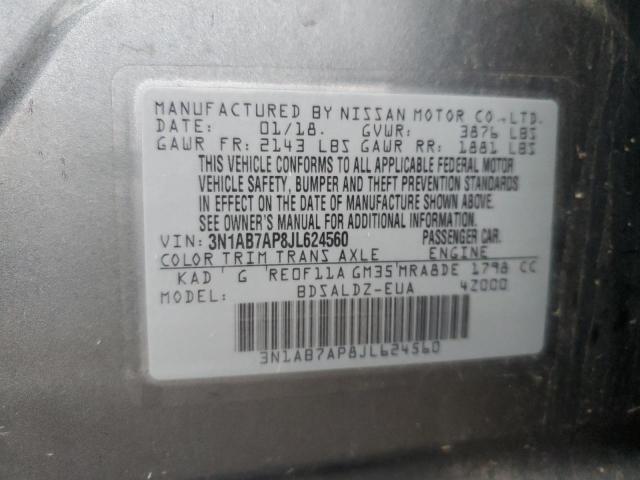 MANUFACTURED BY NISSAN MOTOR CO.,LTD.
DATE: 01/18. GVWR: 3876 LBS
GAWR FR: 2143 LBS GAWR RR: 1881 LBS
THIS VEHICLE CONFORMS TO ALL APPLICABLE FEDERAL MOTOR
VEHICLE SAFETY, BUMPER AND THEFT PREVENTION STANDARDS
IN EFFECT ON THE DATE OF MANUFACTURE SHOWN ABOVE.
SEE OWNER'S MANUAL FOR ADDITIONAL INFORMATION.
VIN: 3N1AB7AP8JL624560 PASSENGER CAR.
COLOR TRIM TRANS AXLE ENGINE
KAD G RE0F11A GM35 MRA8DE 1798 CC
MODEL: BDSALDZ-EUA 4Z000
3N1AB7AP8JL624560